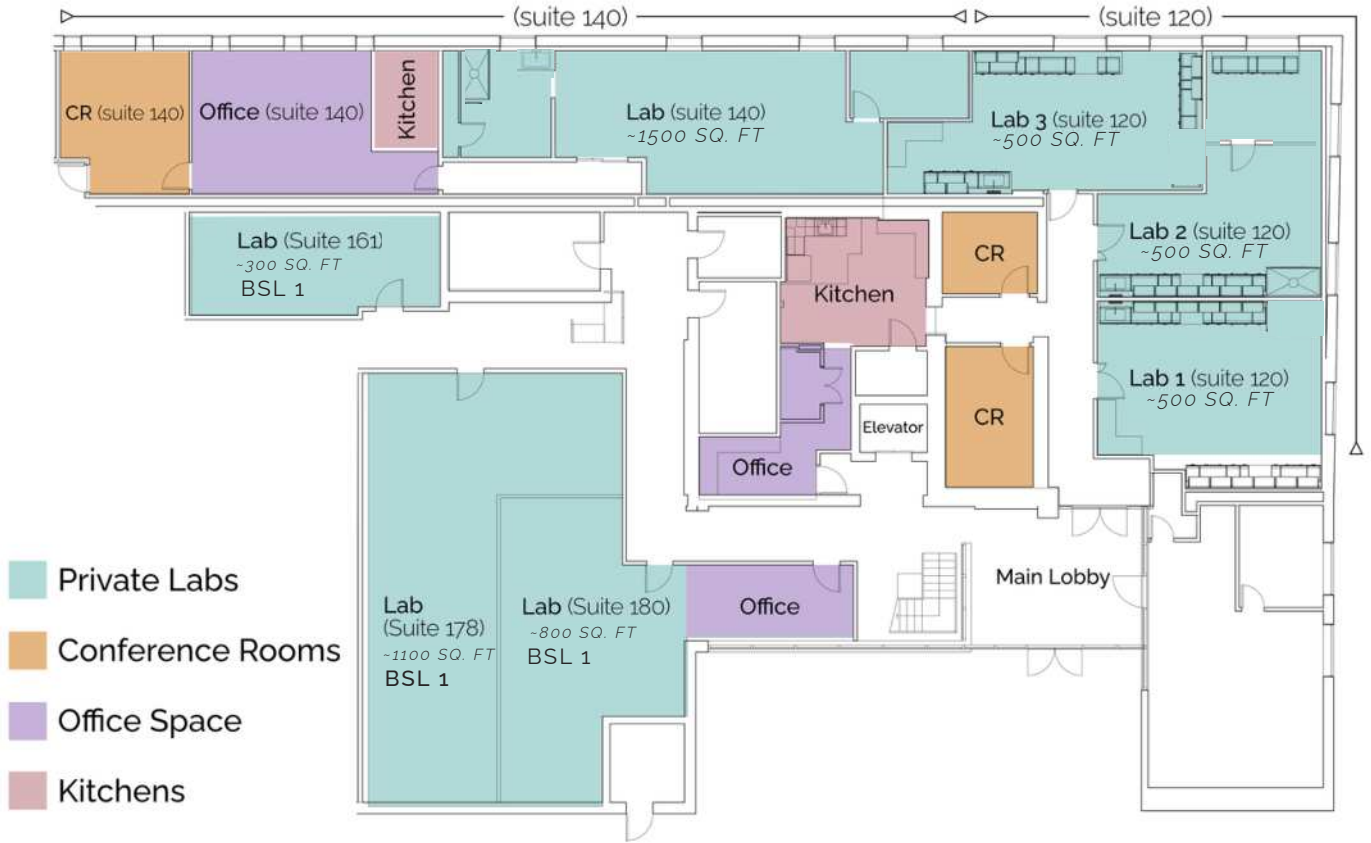 (suite 140)
(suite 120)
CR (suite 140)
Office (suite 140)
Kitchen
Lab (suite 140)
~1500 SQ. FT
Lab 3 (suite 120)
~500 SQ. FT
Lab (Suite 161)
~300 SQ. FT
BSL 1
Kitchen
CR
Lab 2 (suite 120)
~500 SQ. FT
Lab 1 (suite 120)
~500 SQ. FT
CR
Elevator
Office
Main Lobby
Office
Lab
(Suite 178)
~1100 SQ. FT
BSL 1
Lab (Suite 180)
~800 SQ. FT
BSL 1
Private Labs
Conference Rooms
Office Space
Kitchens